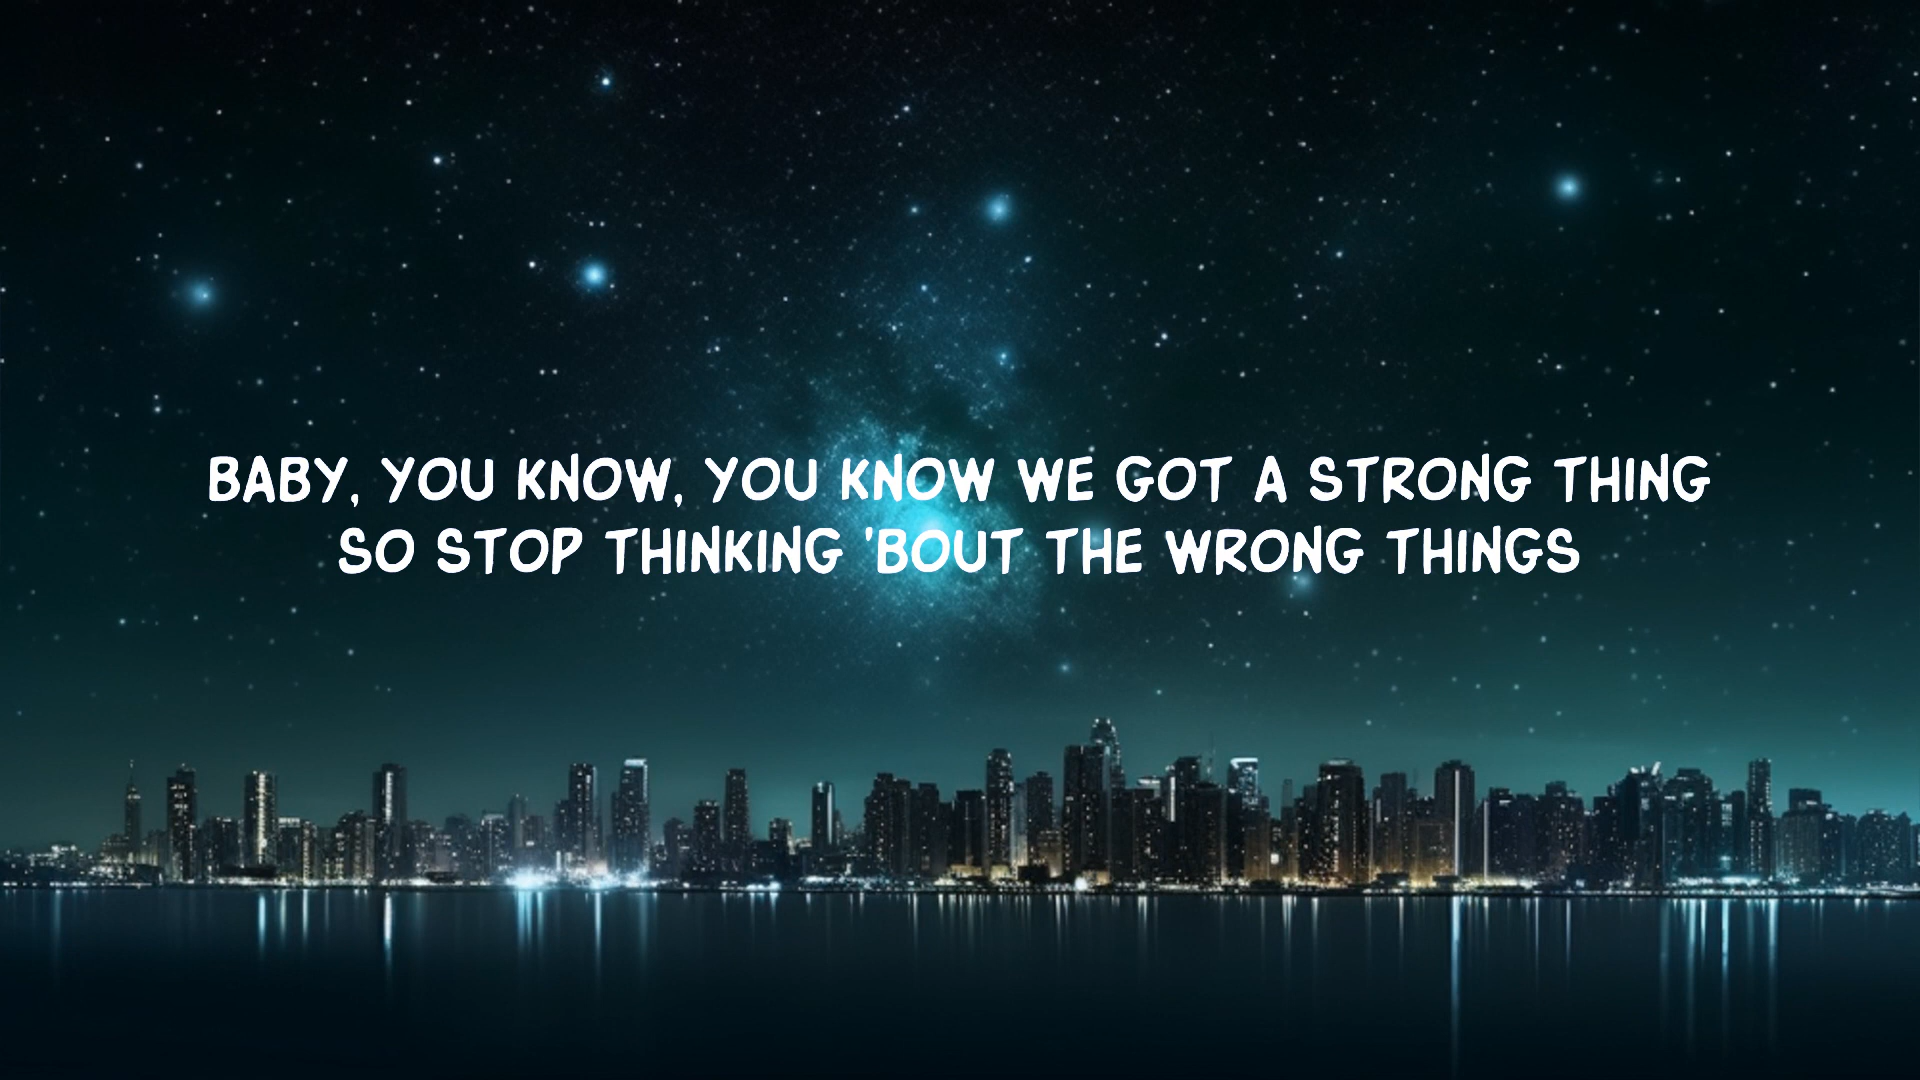 BABY, YOU KNOW, YOU KNOW WE GOT A STRONG THING
SO STOP THINKING 'BOUT THE WRONG THINGS